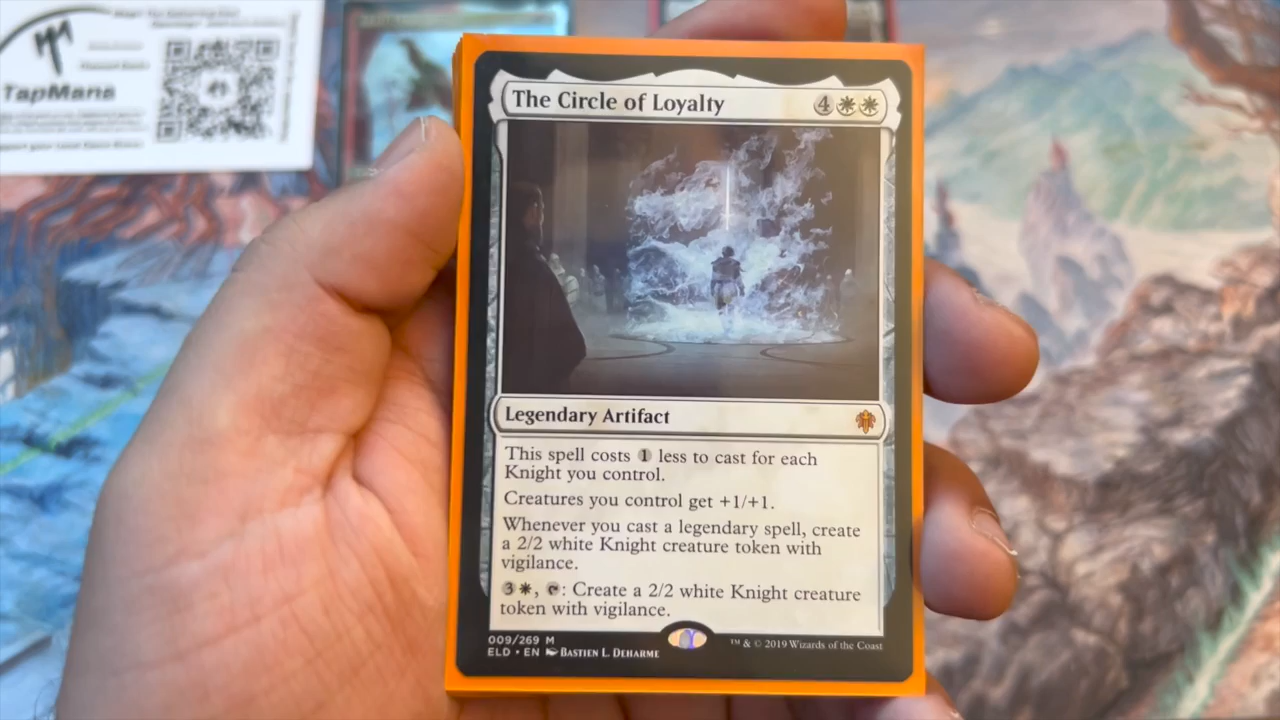 TapMana
The Circle of Loyalty 4
Legendary Artifact
This spell costs 1 less to cast for each
Knight you control.
Creatures you control get +1/+1.
Whenever you cast a legendary spell, create
a 2/2 white Knight creature token with
vigilance.
3, : Create a 2/2 white Knight creature
token with vigilance.
009/269 M
ELD • EN Bastien L. Deharme
™ & © 2019 Wizards of the Coast